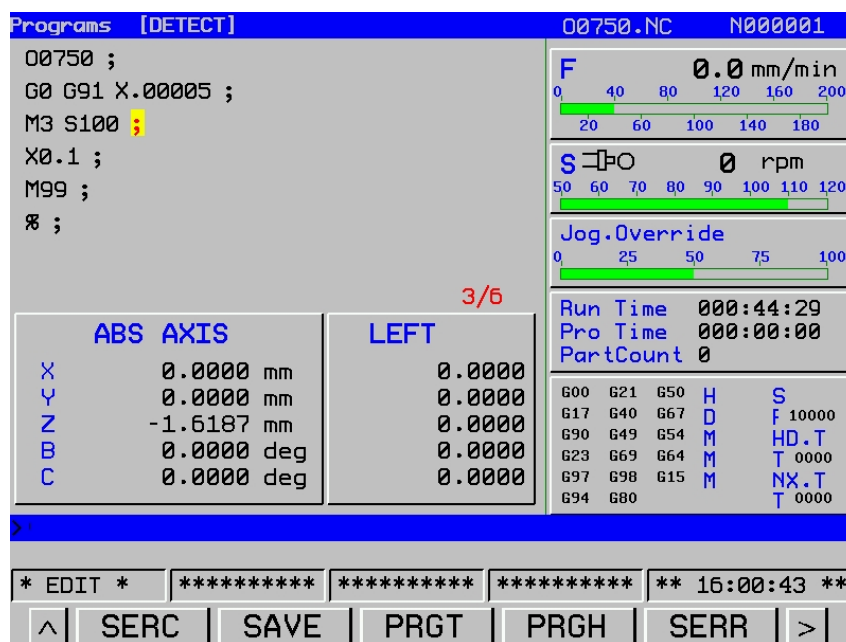 Programs [DETECT] O0750.NC N000001
O0750 ;
G0 G91 X.00005 ;
M3 S100 ;
X0.1 ;
M99 ;
% ;
3/6
F 0.0 mm/min
0 40 80 120 160 200
20 60 100 140 180
S 0 rpm
50 60 70 80 90 100 110 120
Jog.Override
0 25 50 75 100
Run Time 000:44:29
Pro Time 000:00:00
PartCount 0
ABS AXIS LEFT
X 0.0000 mm 0.0000
Y 0.0000 mm 0.0000
Z -1.6187 mm 0.0000
B 0.0000 deg 0.0000
C 0.0000 deg 0.0000
G00 G21 G50 H S
G17 G40 G67 D F 10000
G90 G49 G54 M HD.T
G23 G69 G64 M T 0000
G97 G98 G15 M NX.T
G94 G80 T 0000
>
* EDIT * ********** ********** ********** ** 16:00:43 **
^ SERC SAVE PRGT PRGH SERR >